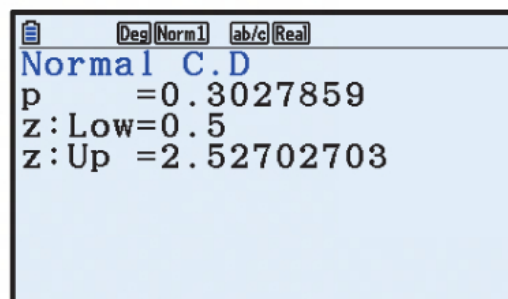 Deg Norm1 ab/c Real
Normal C.D
p =0.3027859
z:Low=0.5
z:Up =2.52702703